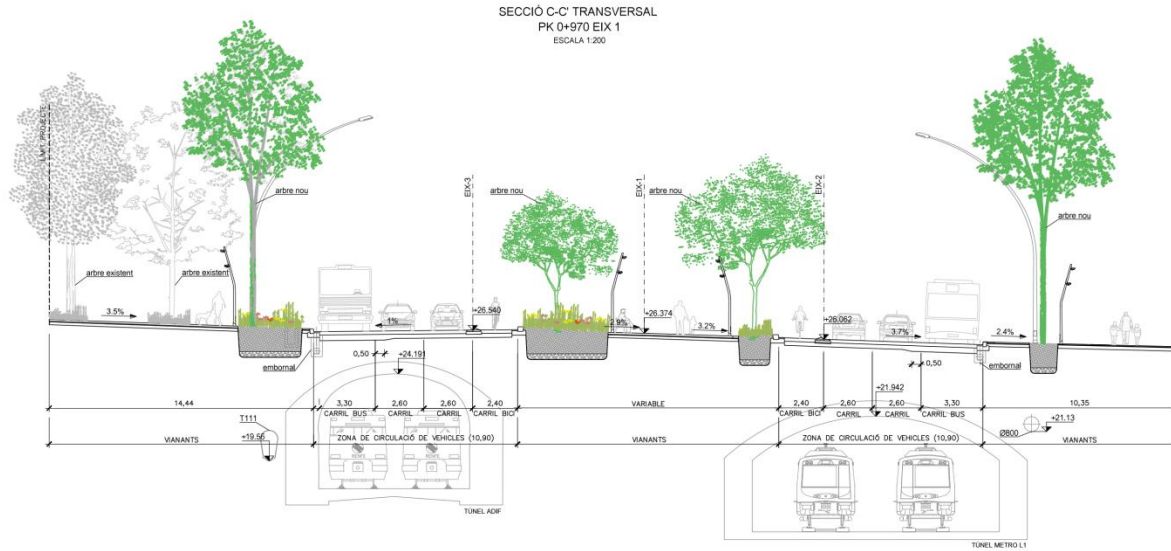 SECCIÓ C-C' TRANSVERSAL
PK 0+970 EIX 1
ESCALA 1:200
LÍMIT PROJECTE
arbre existent
arbre existent
arbre nou
EIX-3
arbre nou
EIX-1
arbre nou
EIX-2
arbre nou
3.5%
1%
+26.540
2.9%
+26.374
3.2%
+26.062
3.7%
2.4%
embornal
0,50
+24.191
+21.942
0,50
embornal
14,44
3,30
2,60
2,60
2,40
VARIABLE
2,40
2,60
2,60
3,30
10,35
CARRIL BUS
CARRIL
CARRIL
CARRIL BICI
CARRIL BICI
CARRIL
CARRIL
CARRIL BUS
T111
+19.56
Ø800
+21.13
VIANANTS
ZONA DE CIRCULACIÓ DE VEHICLES (10,90)
VIANANTS
ZONA DE CIRCULACIÓ DE VEHICLES (10,90)
VIANANTS
RENFE
RENFE
TÚNEL ADIF
TÚNEL METRO L1